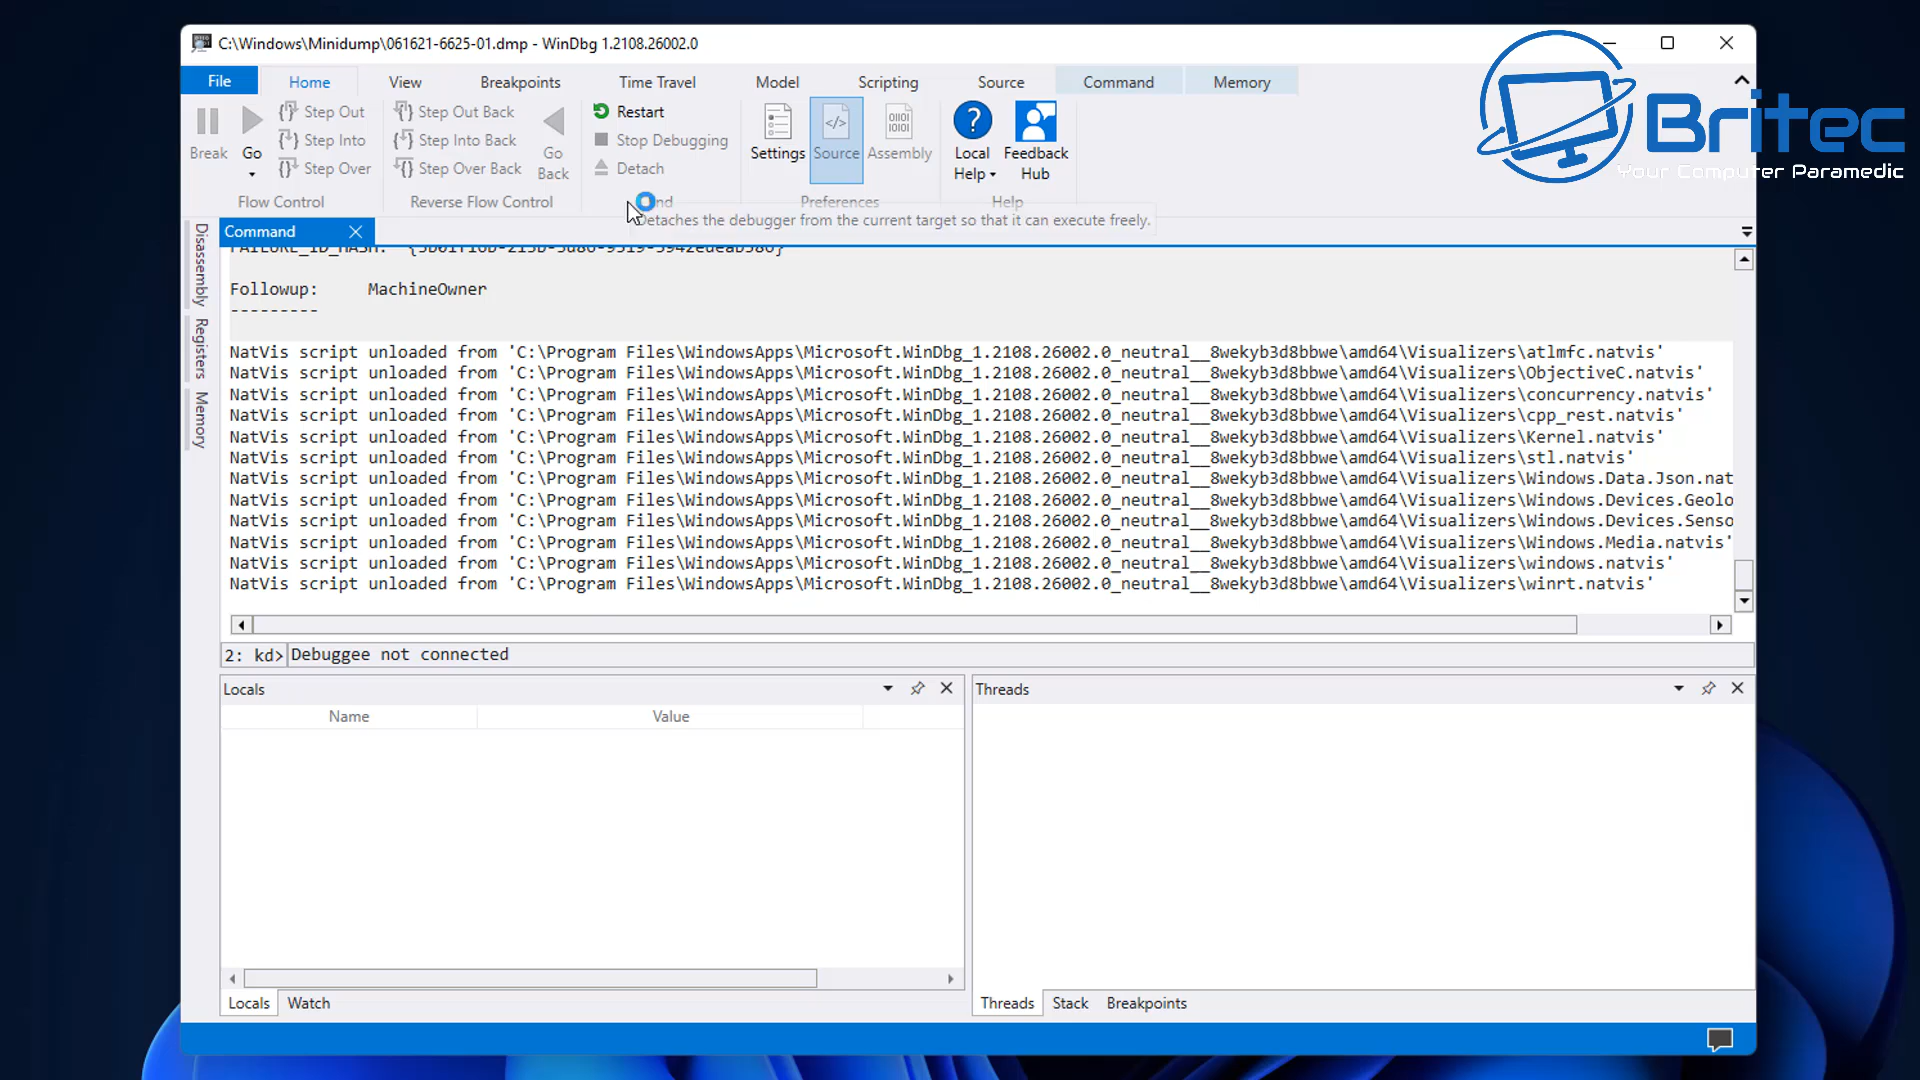 C:\Windows\Minidump\061621-6625-01.dmp - WinDbg 1.2108.26002.0
File
Home
View
Breakpoints
Time Travel
Model
Scripting
Source
Command
Memory
Break
Go
Step Out
Step Into
Step Over
Flow Control
Step Out Back
Step Into Back
Step Over Back
Go Back
Reverse Flow Control
Restart
Stop Debugging
Detach
Settings
Source
Assembly
Preferences
Local Help
Feedback Hub
Help
Detaches the debugger from the current target so that it can execute freely.
Britec
Your Computer Paramedic
Disassembly
Registers
Memory
Command
Followup:     MachineOwner
---------
NatVis script unloaded from 'C:\Program Files\WindowsApps\Microsoft.WinDbg_1.2108.26002.0_neutral__8wekyb3d8bbwe\amd64\Visualizers\atlmfc.natvis'
NatVis script unloaded from 'C:\Program Files\WindowsApps\Microsoft.WinDbg_1.2108.26002.0_neutral__8wekyb3d8bbwe\amd64\Visualizers\ObjectiveC.natvis'
NatVis script unloaded from 'C:\Program Files\WindowsApps\Microsoft.WinDbg_1.2108.26002.0_neutral__8wekyb3d8bbwe\amd64\Visualizers\concurrency.natvis'
NatVis script unloaded from 'C:\Program Files\WindowsApps\Microsoft.WinDbg_1.2108.26002.0_neutral__8wekyb3d8bbwe\amd64\Visualizers\cpp_rest.natvis'
NatVis script unloaded from 'C:\Program Files\WindowsApps\Microsoft.WinDbg_1.2108.26002.0_neutral__8wekyb3d8bbwe\amd64\Visualizers\Kernel.natvis'
NatVis script unloaded from 'C:\Program Files\WindowsApps\Microsoft.WinDbg_1.2108.26002.0_neutral__8wekyb3d8bbwe\amd64\Visualizers\stl.natvis'
NatVis script unloaded from 'C:\Program Files\WindowsApps\Microsoft.WinDbg_1.2108.26002.0_neutral__8wekyb3d8bbwe\amd64\Visualizers\Windows.Data.Json.nat
NatVis script unloaded from 'C:\Program Files\WindowsApps\Microsoft.WinDbg_1.2108.26002.0_neutral__8wekyb3d8bbwe\amd64\Visualizers\Windows.Devices.Geolo
NatVis script unloaded from 'C:\Program Files\WindowsApps\Microsoft.WinDbg_1.2108.26002.0_neutral__8wekyb3d8bbwe\amd64\Visualizers\Windows.Devices.Senso
NatVis script unloaded from 'C:\Program Files\WindowsApps\Microsoft.WinDbg_1.2108.26002.0_neutral__8wekyb3d8bbwe\amd64\Visualizers\Windows.Media.natvis'
NatVis script unloaded from 'C:\Program Files\WindowsApps\Microsoft.WinDbg_1.2108.26002.0_neutral__8wekyb3d8bbwe\amd64\Visualizers\windows.natvis'
NatVis script unloaded from 'C:\Program Files\WindowsApps\Microsoft.WinDbg_1.2108.26002.0_neutral__8wekyb3d8bbwe\amd64\Visualizers\winrt.natvis'
2: kd> Debuggee not connected
Locals
Name
Value
Threads
Locals
Watch
Threads
Stack
Breakpoints